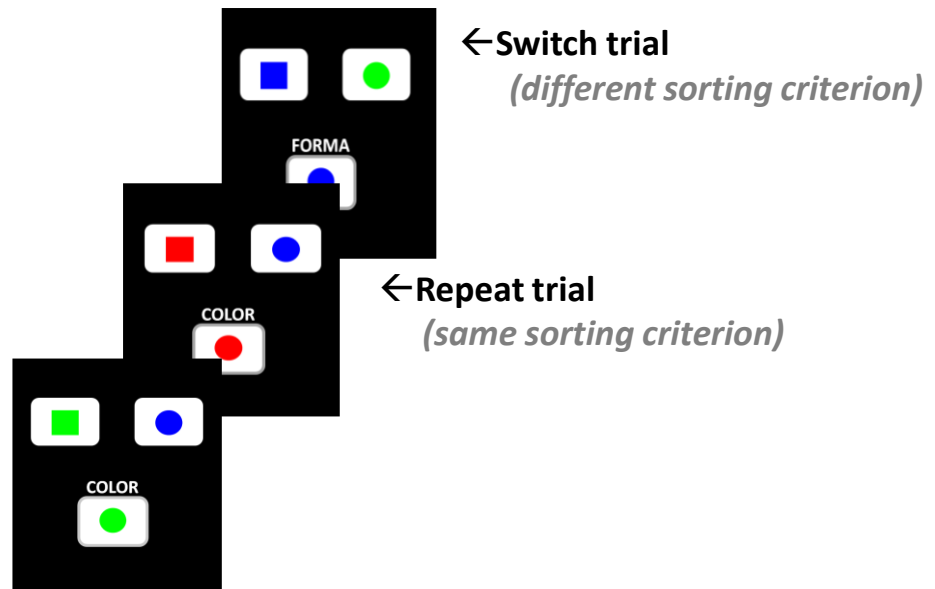 ←Switch trial
(different sorting criterion)
FORMA
←Repeat trial
(same sorting criterion)
COLOR
COLOR